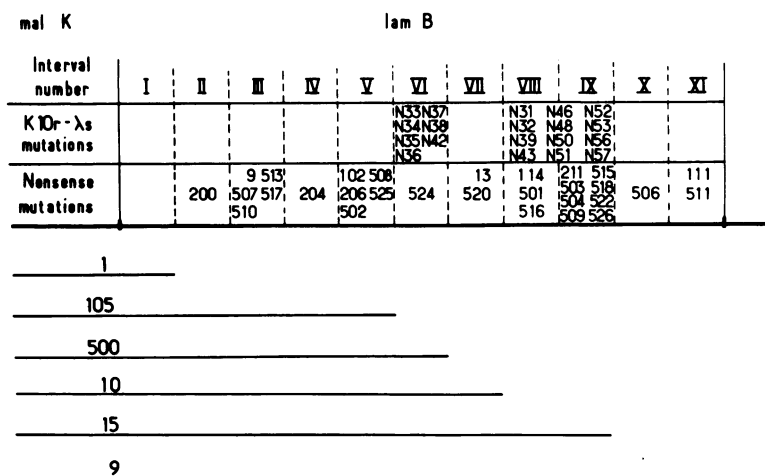 mal K lam B
Interval number I II III IV V VI VII VIII IX X XI
K10r-λs mutations
N33 N37 N31 N46 N52
N34 N38 N32 N48 N53
N35 N42 N39 N50 N56
N36 N43 N51 N57
Nonsense mutations
9 513 102 508 13 114 211 515 111
200 507 517 204 206 525 524 520 501 503 518 506 511
504 522
510 502 516 509 526
1
105
500
10
15
9